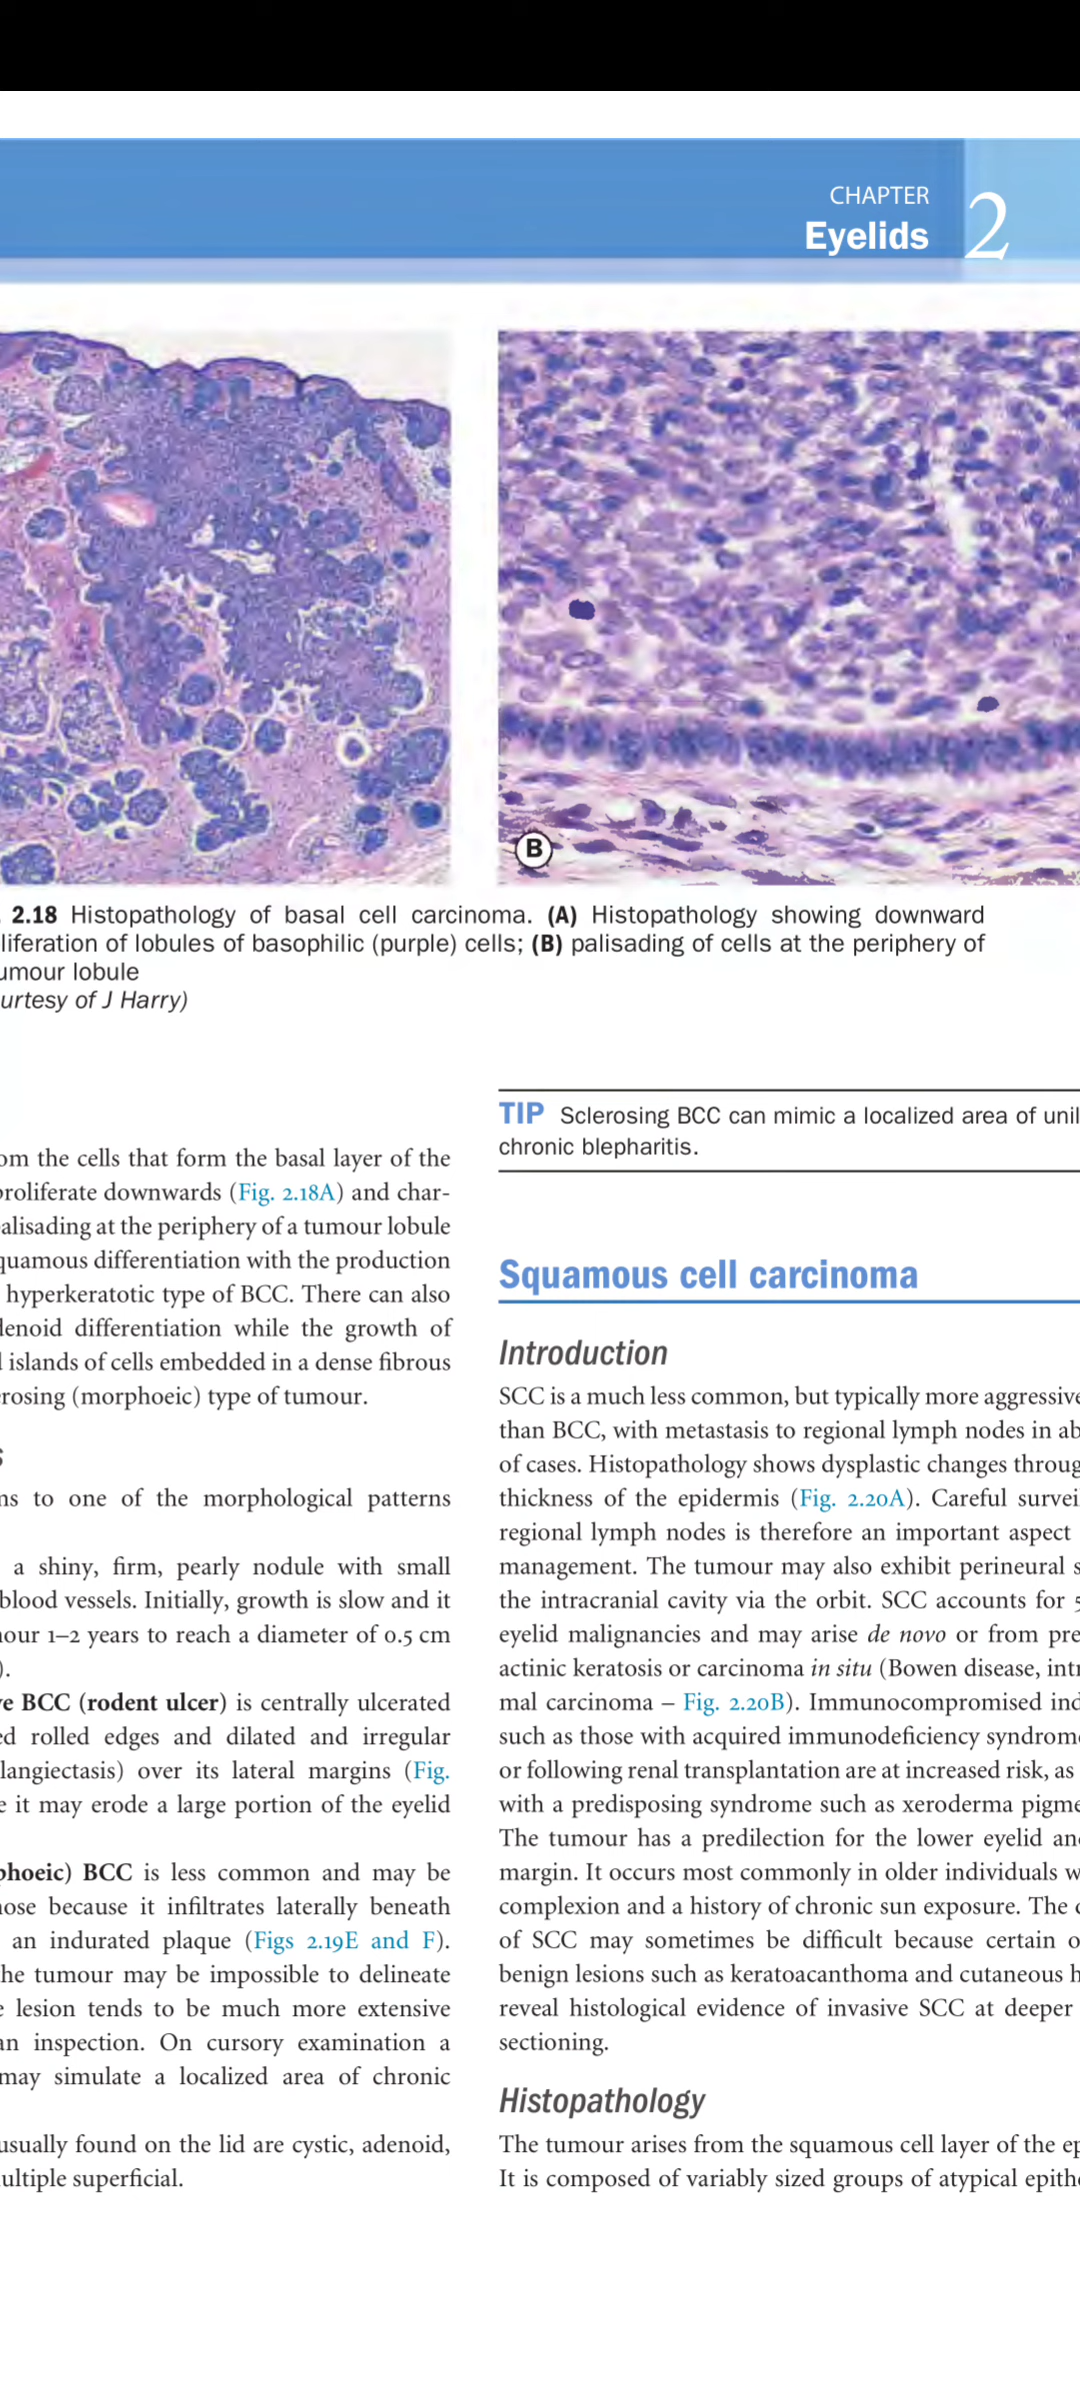 CHAPTER
Eyelids 2
B
2.18 Histopathology of basal cell carcinoma. (A) Histopathology showing downward
liferation of lobules of basophilic (purple) cells; (B) palisading of cells at the periphery of
umour lobule
urtesy of J Harry)
om the cells that form the basal layer of the
proliferate downwards (Fig. 2.18A) and char-
alisading at the periphery of a tumour lobule
quamous differentiation with the production
hyperkeratotic type of BCC. There can also
denoid differentiation while the growth of
islands of cells embedded in a dense fibrous
rosing (morphoeic) type of tumour.
s
ns to one of the morphological patterns
a shiny, firm, pearly nodule with small
blood vessels. Initially, growth is slow and it
our 1–2 years to reach a diameter of 0.5 cm
).
e BCC (rodent ulcer) is centrally ulcerated
ed rolled edges and dilated and irregular
langiectasis) over its lateral margins (Fig.
e it may erode a large portion of the eyelid
phoeic) BCC is less common and may be
nose because it infiltrates laterally beneath
an indurated plaque (Figs 2.19E and F).
he tumour may be impossible to delineate
e lesion tends to be much more extensive
an inspection. On cursory examination a
may simulate a localized area of chronic
usually found on the lid are cystic, adenoid,
ultiple superficial.
TIP Sclerosing BCC can mimic a localized area of unil
chronic blepharitis.
Squamous cell carcinoma
Introduction
SCC is a much less common, but typically more aggressive
than BCC, with metastasis to regional lymph nodes in ab
of cases. Histopathology shows dysplastic changes throug
thickness of the epidermis (Fig. 2.20A). Careful survei
regional lymph nodes is therefore an important aspect
management. The tumour may also exhibit perineural s
the intracranial cavity via the orbit. SCC accounts for 5
eyelid malignancies and may arise de novo or from pre
actinic keratosis or carcinoma in situ (Bowen disease, intr
mal carcinoma – Fig. 2.20B). Immunocompromised ind
such as those with acquired immunodeficiency syndrome
or following renal transplantation are at increased risk, as
with a predisposing syndrome such as xeroderma pigme
The tumour has a predilection for the lower eyelid an
margin. It occurs most commonly in older individuals w
complexion and a history of chronic sun exposure. The d
of SCC may sometimes be difficult because certain o
benign lesions such as keratoacanthoma and cutaneous h
reveal histological evidence of invasive SCC at deeper
sectioning.
Histopathology
The tumour arises from the squamous cell layer of the ep
It is composed of variably sized groups of atypical epithe